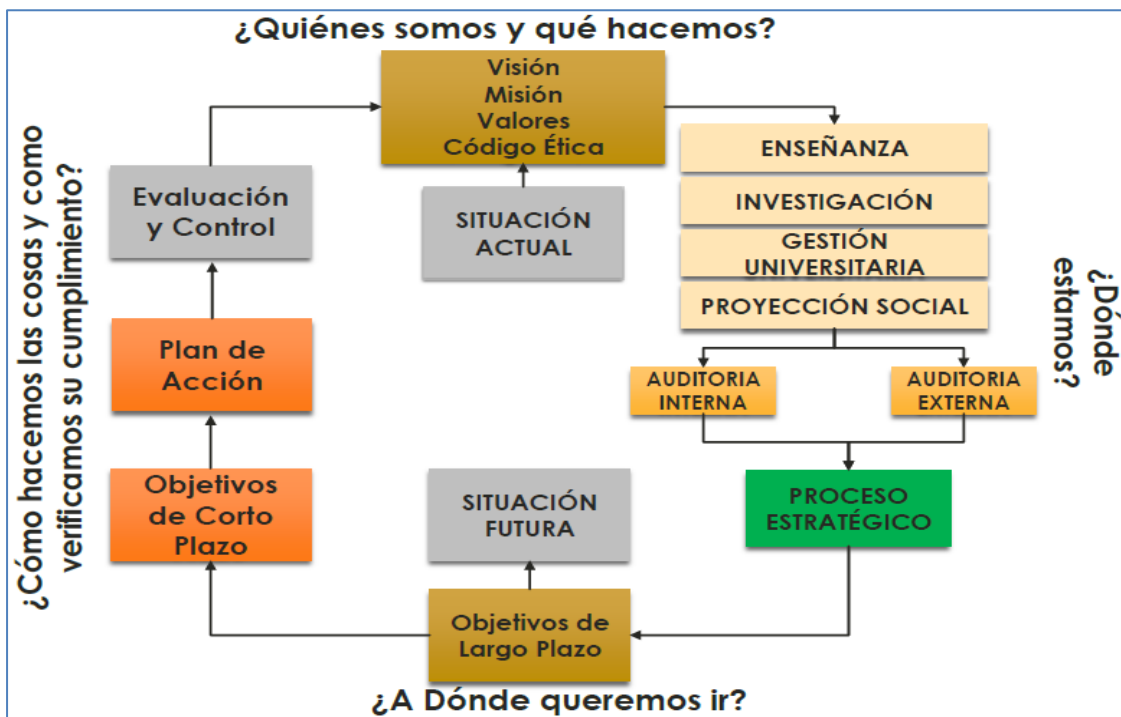 ¿Quiénes somos y qué hacemos?
Visión
Misión
Valores
Código Ética
ENSEÑANZA
INVESTIGACIÓN
GESTIÓN
UNIVERSITARIA
PROYECCIÓN SOCIAL
¿Dónde
estamos?
SITUACIÓN
ACTUAL
Evaluación
y Control
¿Cómo hacemos las cosas y como
verificamos su cumplimiento?
Plan de
Acción
AUDITORIA
INTERNA
AUDITORIA
EXTERNA
Objetivos
de Corto
Plazo
SITUACIÓN
FUTURA
PROCESO
ESTRATÉGICO
Objetivos de
Largo Plazo
¿A Dónde queremos ir?